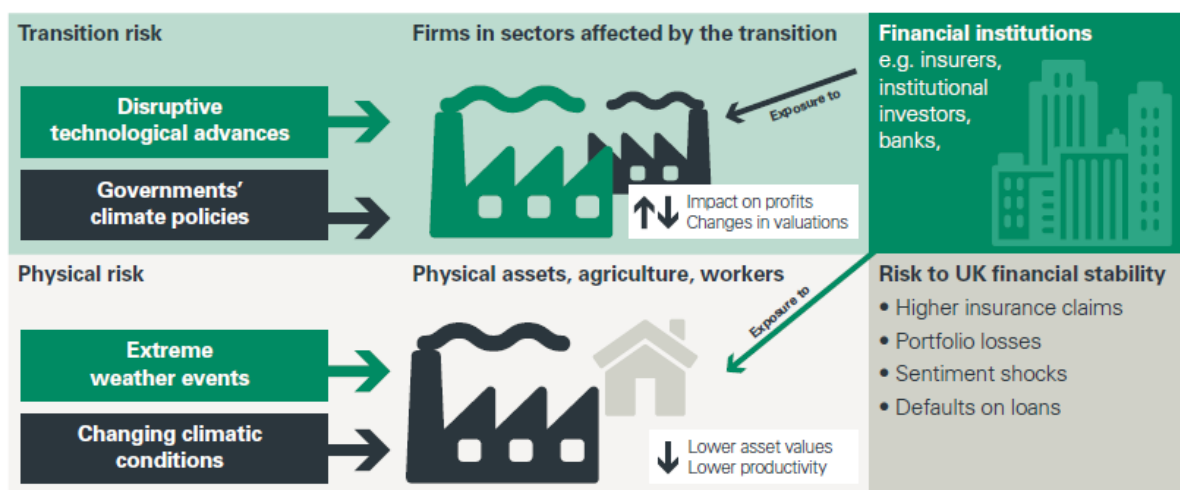 Transition risk
Disruptive
technological advances
Governments’
climate policies
Firms in sectors affected by the transition
Exposure to
Impact on profits
Changes in valuations
Financial institutions
e.g. insurers,
institutional
investors,
banks,
Physical risk
Extreme
weather events
Changing climatic
conditions
Physical assets, agriculture, workers
Exposure to
Lower asset values
Lower productivity
Risk to UK financial stability
• Higher insurance claims
• Portfolio losses
• Sentiment shocks
• Defaults on loans